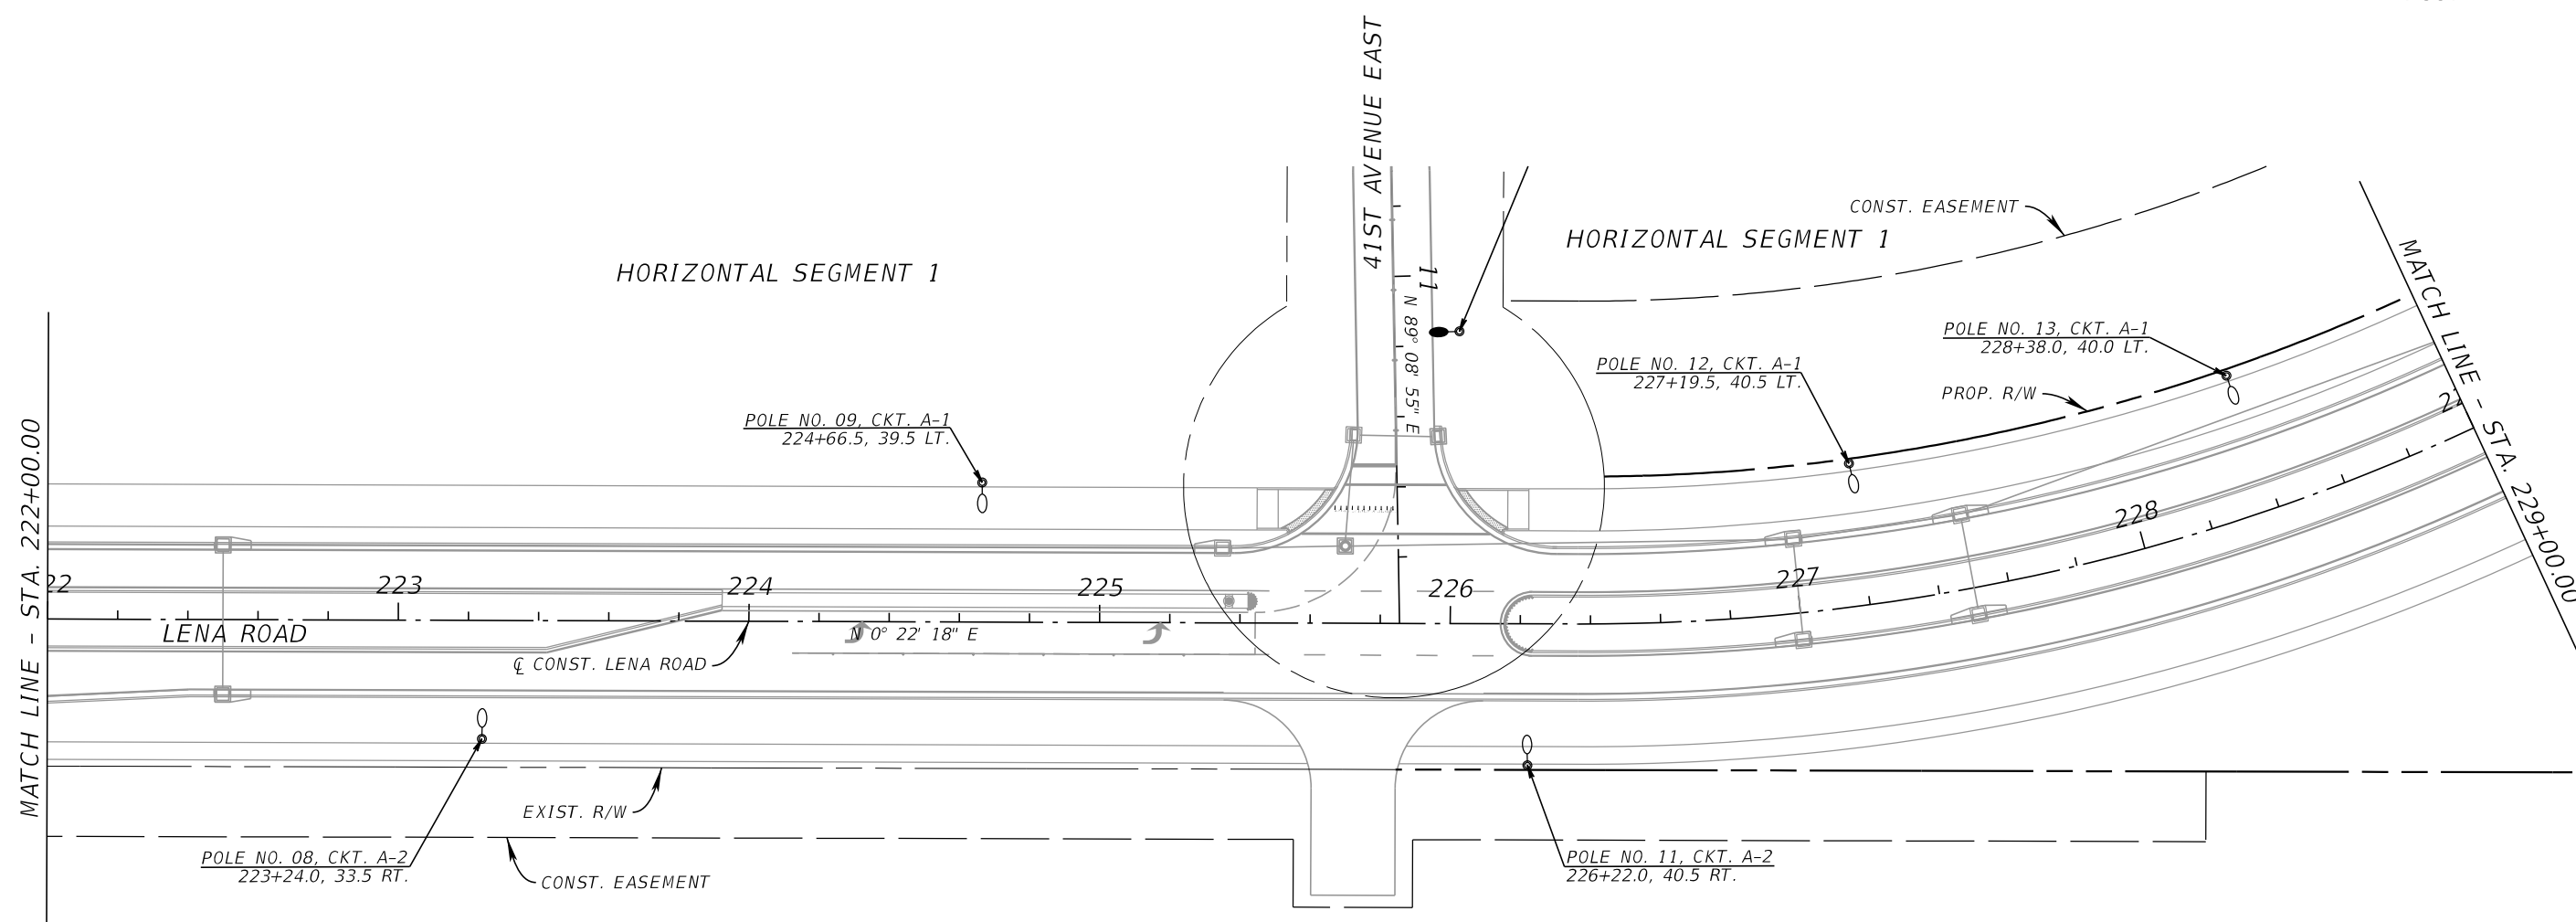 41ST AVENUE EAST
CONST. EASEMENT
HORIZONTAL SEGMENT 1
HORIZONTAL SEGMENT 1
11
N 89° 08' 55" E
POLE NO. 13, CKT. A-1
228+38.0, 40.0 LT.
POLE NO. 12, CKT. A-1
227+19.5, 40.5 LT.
PROP. R/W
POLE NO. 09, CKT. A-1
224+66.5, 39.5 LT.
MATCH LINE - STA. 222+00.00
MATCH LINE - STA. 229+00.00
22
223
224
225
226
227
228
LENA ROAD
N 0° 22' 18" E
℄ CONST. LENA ROAD
EXIST. R/W
POLE NO. 08, CKT. A-2
223+24.0, 33.5 RT.
CONST. EASEMENT
POLE NO. 11, CKT. A-2
226+22.0, 40.5 RT.